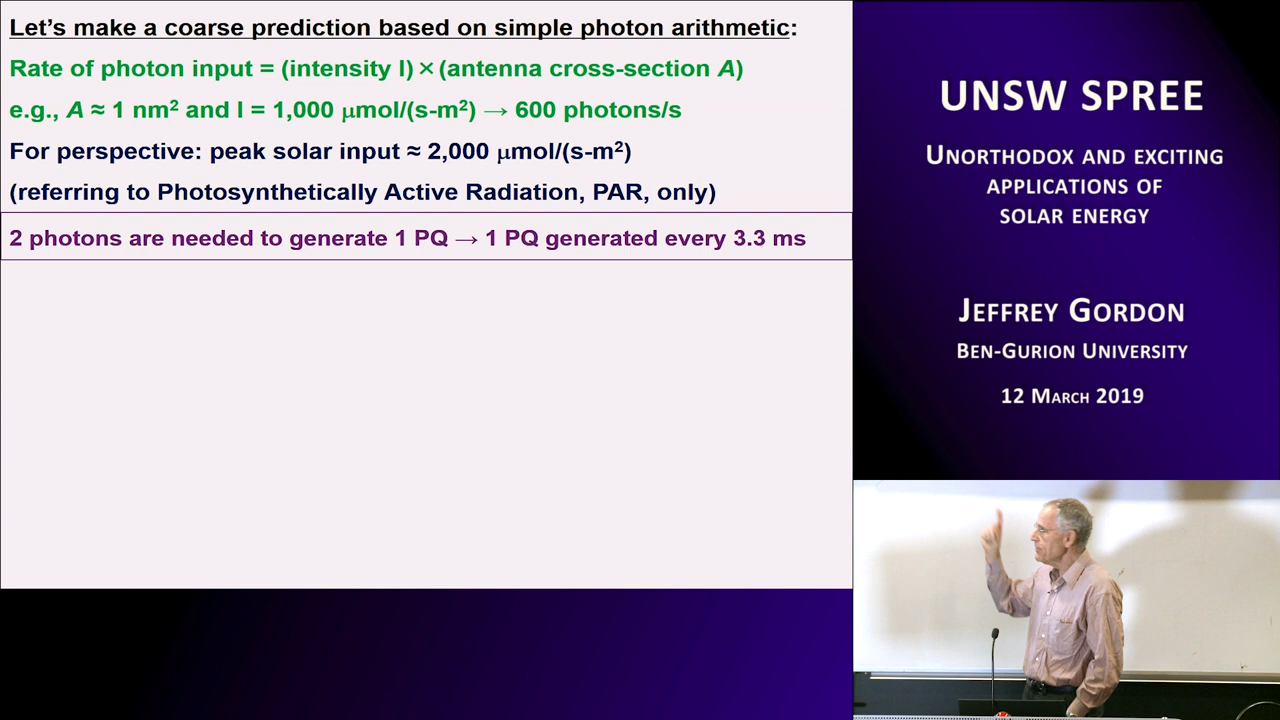 Let's make a coarse prediction based on simple photon arithmetic:
Rate of photon input = (intensity I) × (antenna cross-section A)
e.g., A ≈ 1 nm² and I = 1,000 μmol/(s-m²) → 600 photons/s
For perspective: peak solar input ≈ 2,000 μmol/(s-m²)
(referring to Photosynthetically Active Radiation, PAR, only)
2 photons are needed to generate 1 PQ → 1 PQ generated every 3.3 ms
UNSW SPREE
UNORTHODOX AND EXCITING
APPLICATIONS OF
SOLAR ENERGY
JEFFREY GORDON
BEN-GURION UNIVERSITY
12 MARCH 2019